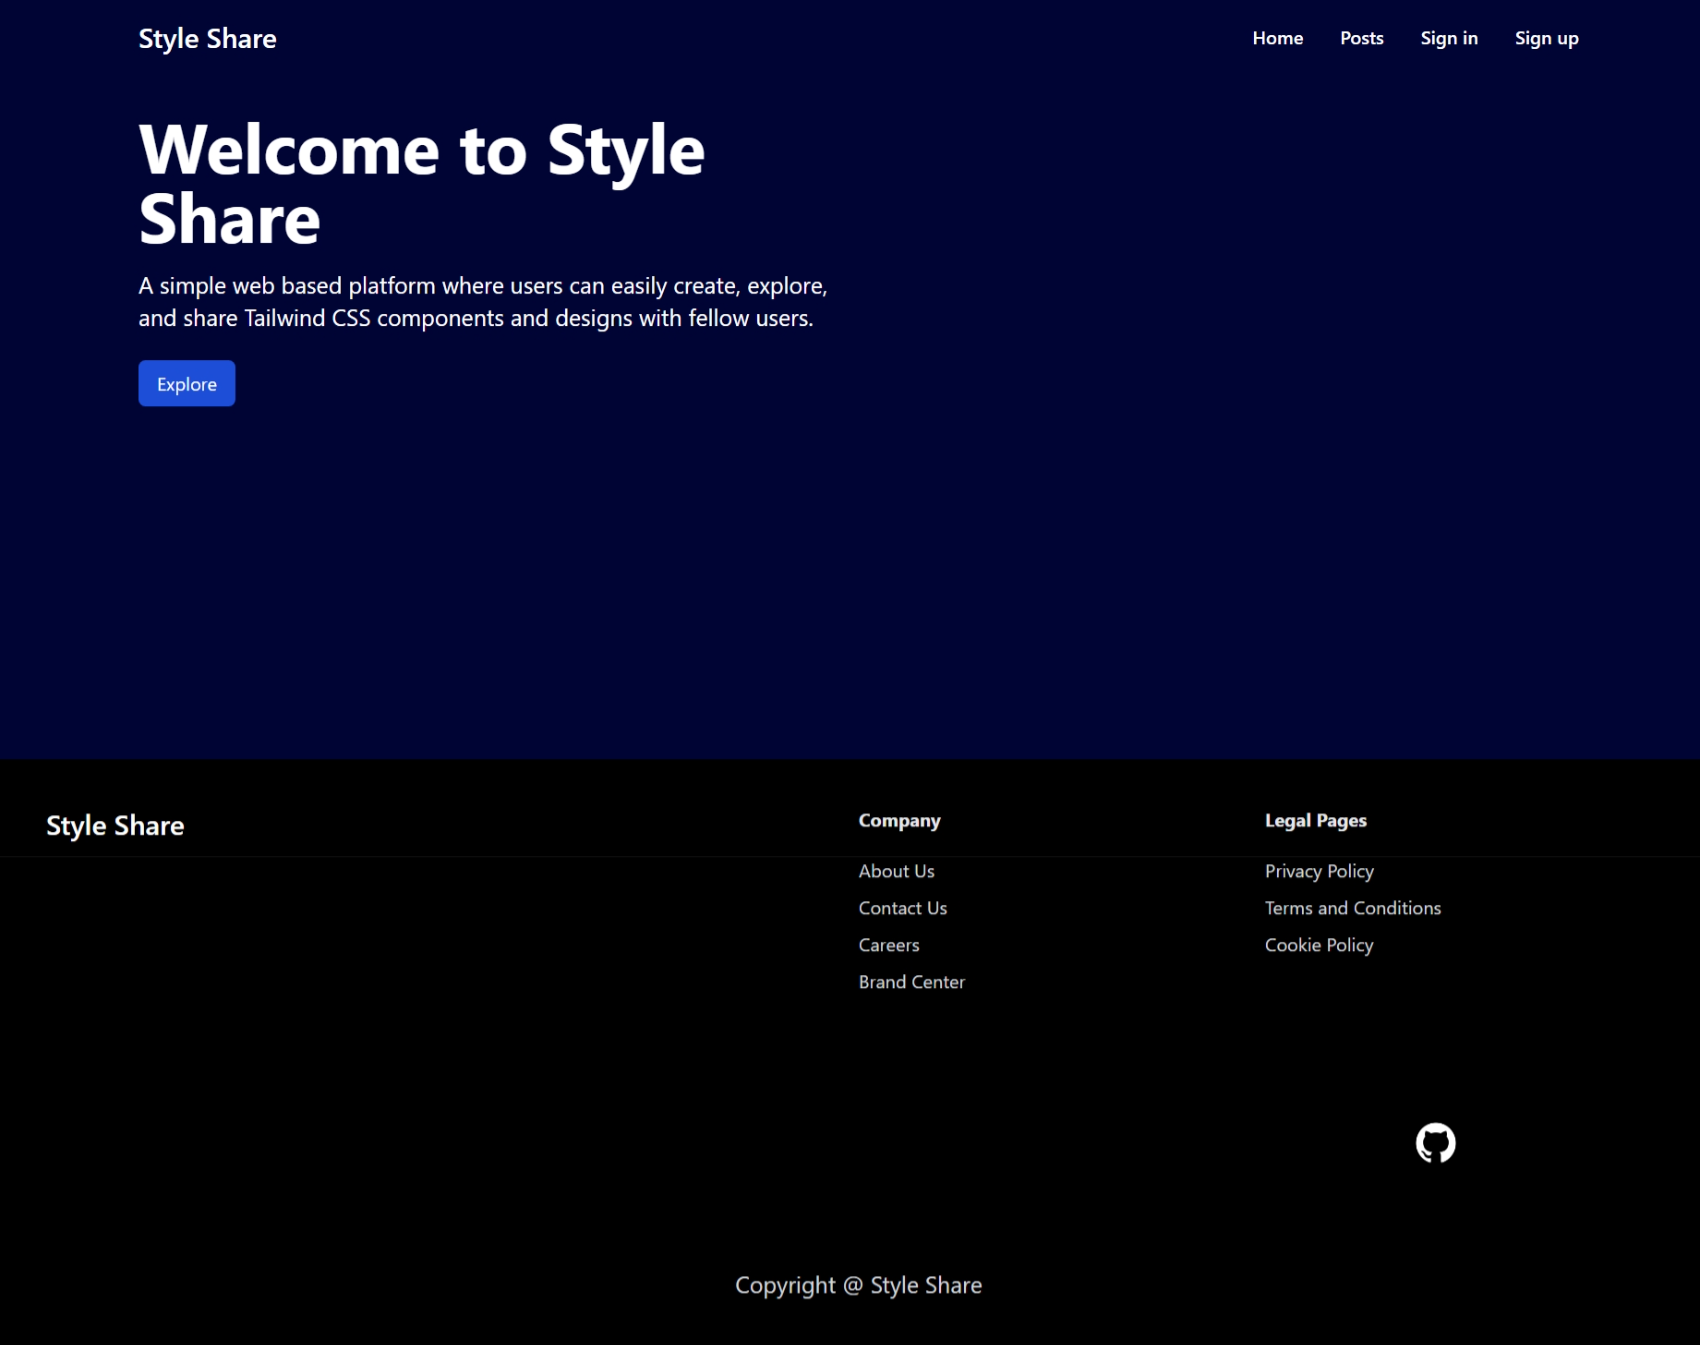 Style Share
Home
Posts
Sign in
Sign up
Welcome to Style
Share
A simple web based platform where users can easily create, explore,
and share Tailwind CSS components and designs with fellow users.
Explore
Style Share
Company
About Us
Contact Us
Careers
Brand Center
Legal Pages
Privacy Policy
Terms and Conditions
Cookie Policy
Copyright @ Style Share